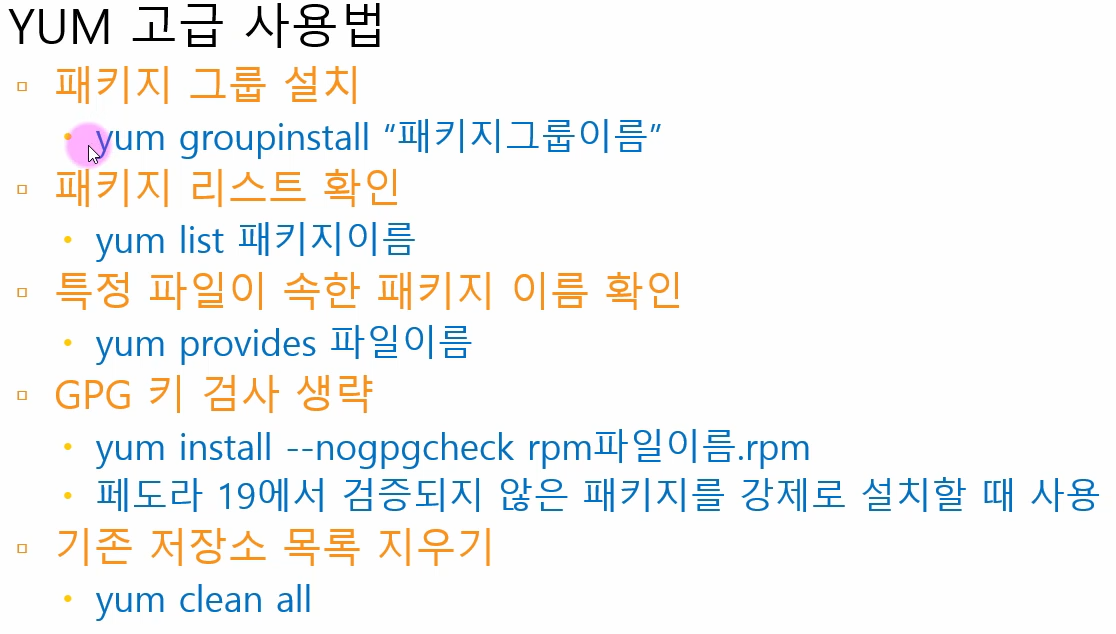 YUM 고급 사용법
패키지 그룹 설치
yum groupinstall “패키지그룹이름”
패키지 리스트 확인
yum list 패키지이름
특정 파일이 속한 패키지 이름 확인
yum provides 파일이름
GPG 키 검사 생략
yum install --nogpgcheck rpm파일이름.rpm
페도라 19에서 검증되지 않은 패키지를 강제로 설치할 때 사용
기존 저장소 목록 지우기
yum clean all